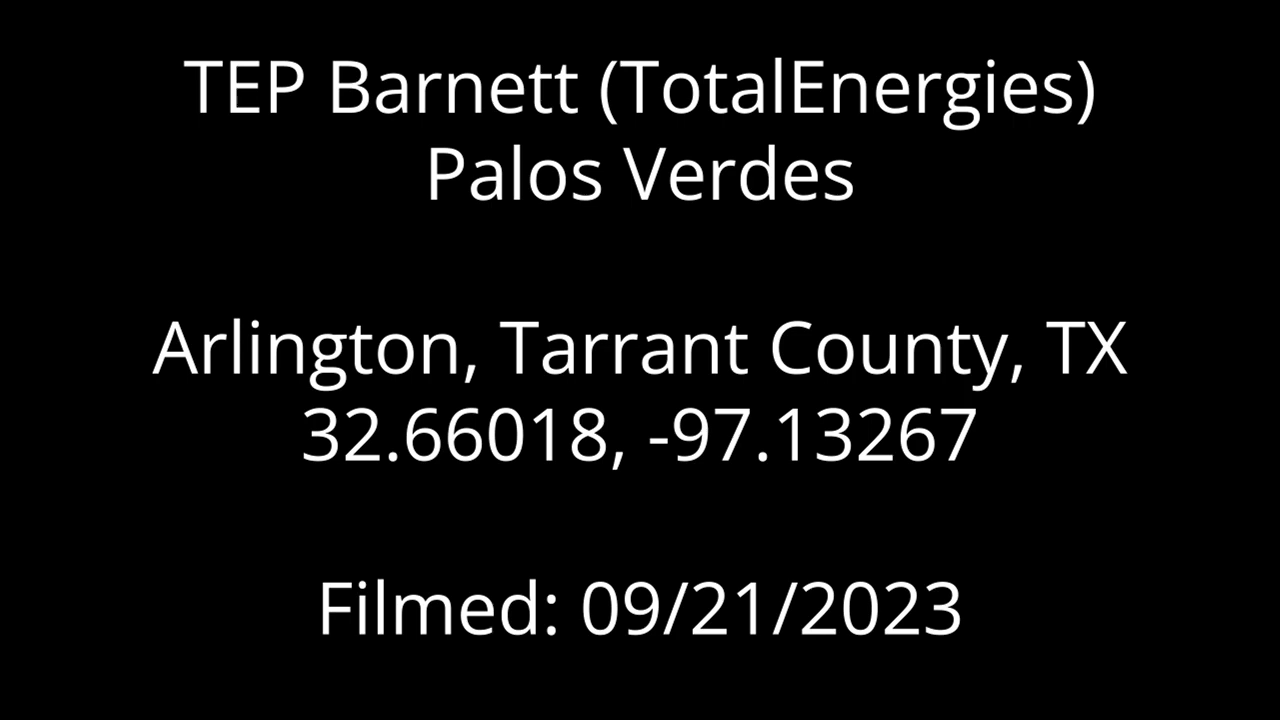 TEP Barnett (TotalEnergies)
Palos Verdes
Arlington, Tarrant County, TX
32.66018, -97.13267
Filmed: 09/21/2023